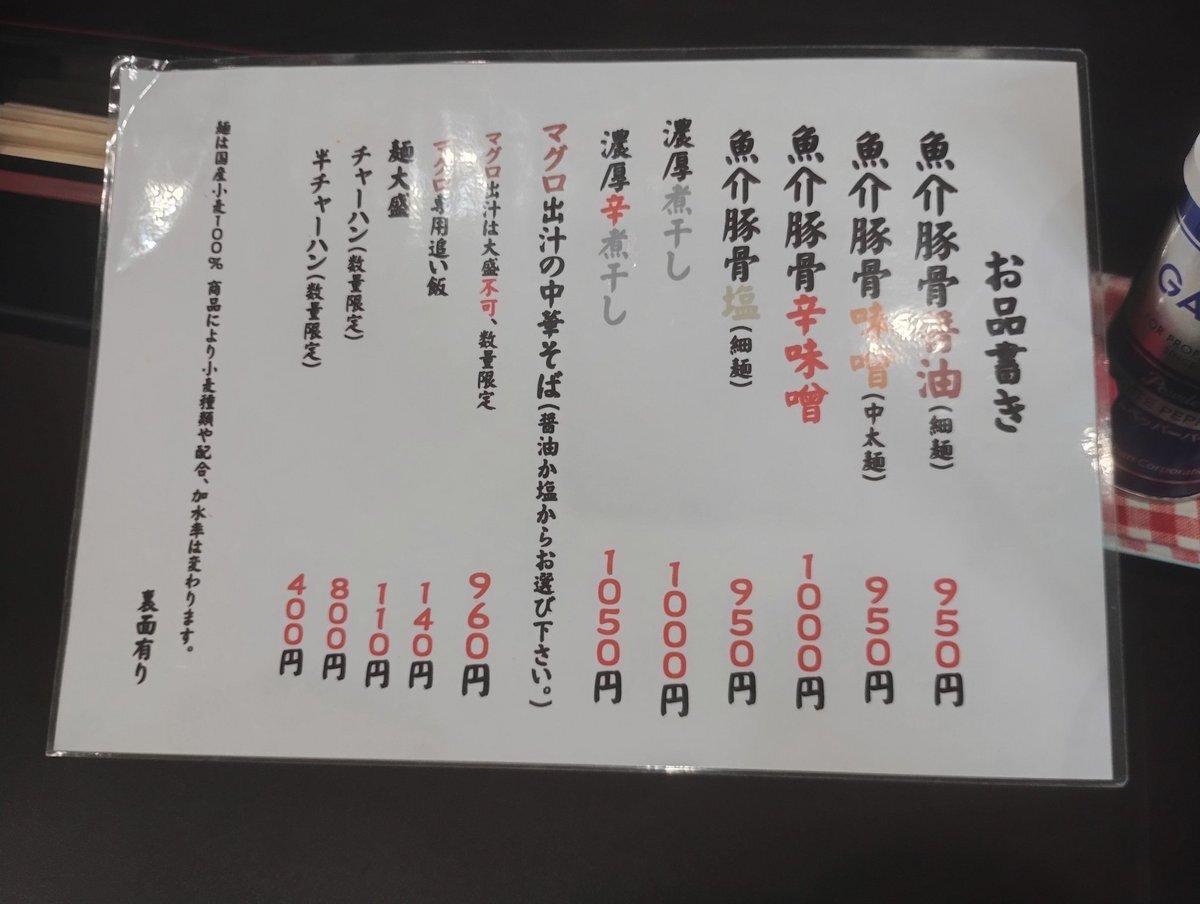 お品書き
魚介豚骨醤油(細麺) 950円
魚介豚骨味噌(中太麺) 950円
魚介豚骨辛味噌 1000円
魚介豚骨塩(細麺) 950円
濃厚煮干し 1000円
濃厚辛煮干し 1050円
マグロ出汁の中華そば(醤油か塩からお選び下さい。)
マグロ出汁は大盛不可、数量限定 960円
マグロ専用追い飯 140円
麺大盛 110円
チャーハン(数量限定) 800円
半チャーハン(数量限定) 400円
麺は国産小麦100% 商品により小麦種類や配合、加水率は変わります。
裏面有り
GA